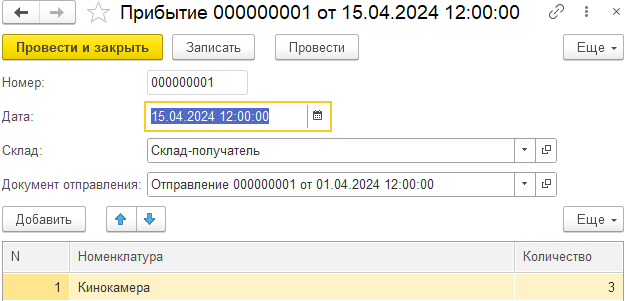 Прибытие 000000001 от 15.04.2024 12:00:00
Провести и закрыть Записать Провести Еще
Номер: 000000001
Дата: 15.04.2024 12:00:00
Склад: Склад-получатель
Документ отправления: Отправление 000000001 от 01.04.2024 12:00:00
Добавить Еще
N Номенклатура Количество
1 Кинокамера 3